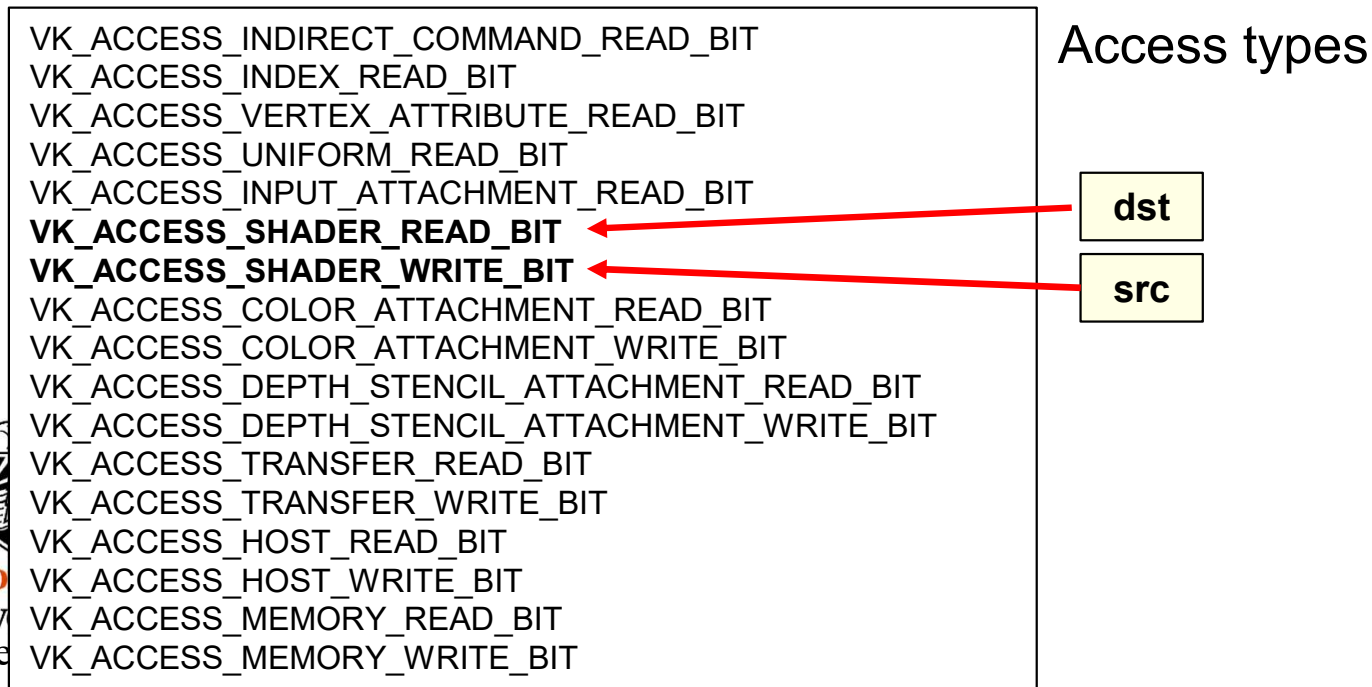 VK_ACCESS_INDIRECT_COMMAND_READ_BIT
VK_ACCESS_INDEX_READ_BIT
VK_ACCESS_VERTEX_ATTRIBUTE_READ_BIT
VK_ACCESS_UNIFORM_READ_BIT
VK_ACCESS_INPUT_ATTACHMENT_READ_BIT
VK_ACCESS_SHADER_READ_BIT
VK_ACCESS_SHADER_WRITE_BIT
VK_ACCESS_COLOR_ATTACHMENT_READ_BIT
VK_ACCESS_COLOR_ATTACHMENT_WRITE_BIT
VK_ACCESS_DEPTH_STENCIL_ATTACHMENT_READ_BIT
VK_ACCESS_DEPTH_STENCIL_ATTACHMENT_WRITE_BIT
VK_ACCESS_TRANSFER_READ_BIT
VK_ACCESS_TRANSFER_WRITE_BIT
VK_ACCESS_HOST_READ_BIT
VK_ACCESS_HOST_WRITE_BIT
VK_ACCESS_MEMORY_READ_BIT
VK_ACCESS_MEMORY_WRITE_BIT
Access types
dst
src